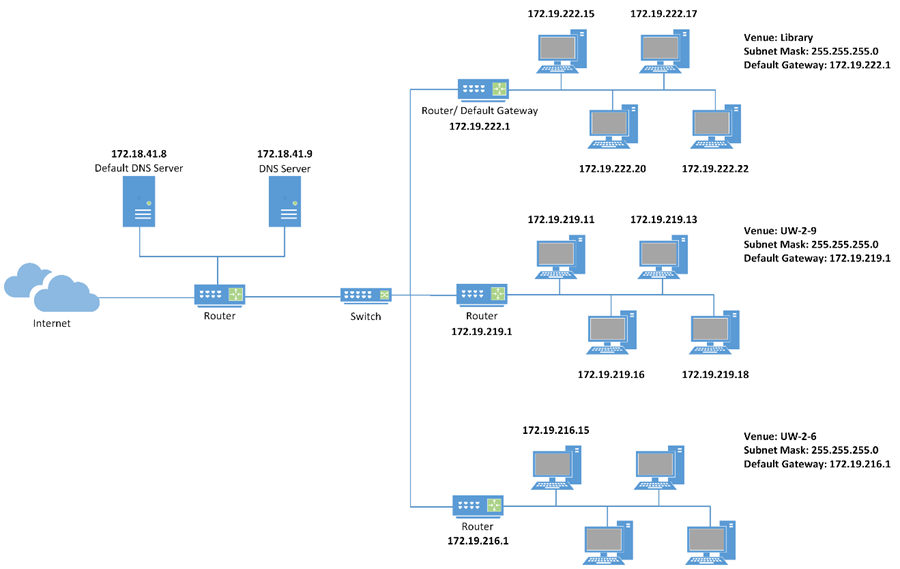 172.19.222.15
172.19.222.17
Venue: Library
Subnet Mask: 255.255.255.0
Default Gateway: 172.19.222.1
Router/ Default Gateway
172.19.222.1
172.19.222.20
172.19.222.22
172.18.41.8
Default DNS Server
172.18.41.9
DNS Server
172.19.219.11
172.19.219.13
Venue: UW-2-9
Subnet Mask: 255.255.255.0
Default Gateway: 172.19.219.1
Internet
Router
Switch
Router
172.19.219.1
172.19.219.16
172.19.219.18
172.19.216.15
Venue: UW-2-6
Subnet Mask: 255.255.255.0
Default Gateway: 172.19.216.1
Router
172.19.216.1